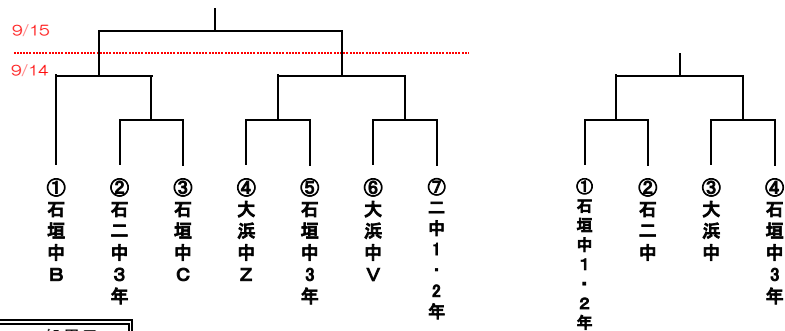 9/15
9/14
①石垣中B
②石二中3年
③石垣中C
④大浜中Z
⑤石垣中3年
⑥大浜中V
⑦二中1・2年
①石垣中1・2年
②石二中
③大浜中
④石垣中3年